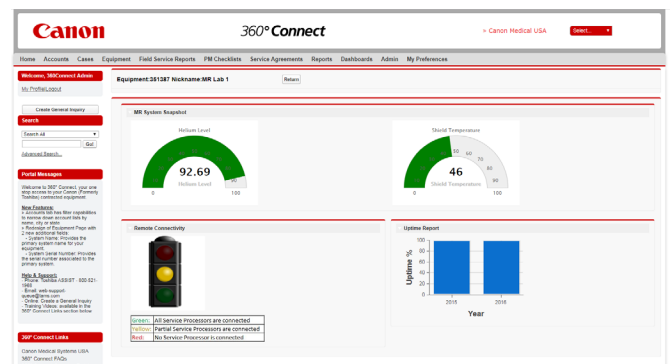 Canon
360° Connect
> Canon Medical USA
Select...
Home Accounts Cases Equipment Field Service Reports PM Checklists Service Agreements Reports Dashboards Admin My Preferences
Welcome, 360Connect Admin
My Profile Logout
Create General Inquiry
Search
Search All
Go!
Advanced Search...
Portal Messages
Welcome to 360° Connect, your one
stop access to your Canon (Formerly
Toshiba) contracted equipment.
New Features:
Accounts tab has filter capabilities
to narrow down account lists by
name, city or state
Redesign of Equipment Page with
2 new additional fields:
- System Name: Provides the
primary system name for your
equipment
- System Serial Number: Provides
the serial number associated to the
primary system.
Help & Support:
- Phone: Toshiba ASSIST - 800-521-
1968
- Email: web-support-
- Online: Create a General Inquiry
- Training Videos: available in the
360° Connect Links section below
360° Connect Links
Canon Medical Systems USA
360° Connect FAQs
Equipment:351387 Nickname:MR Lab 1
Return
MR System Snapshot
Helium Level
92.69
Helium Level
0
90
100
Shield Temperature
50
60
70
80
90
46
Shield Temperature
0
100
Remote Connectivity
Green: All Service Processors are connected
Yellow: Partial Service Processors are connected
Red: No Service Processor is connected
Uptime Report
Uptime %
100
80
60
40
20
0
2015
2016
Year